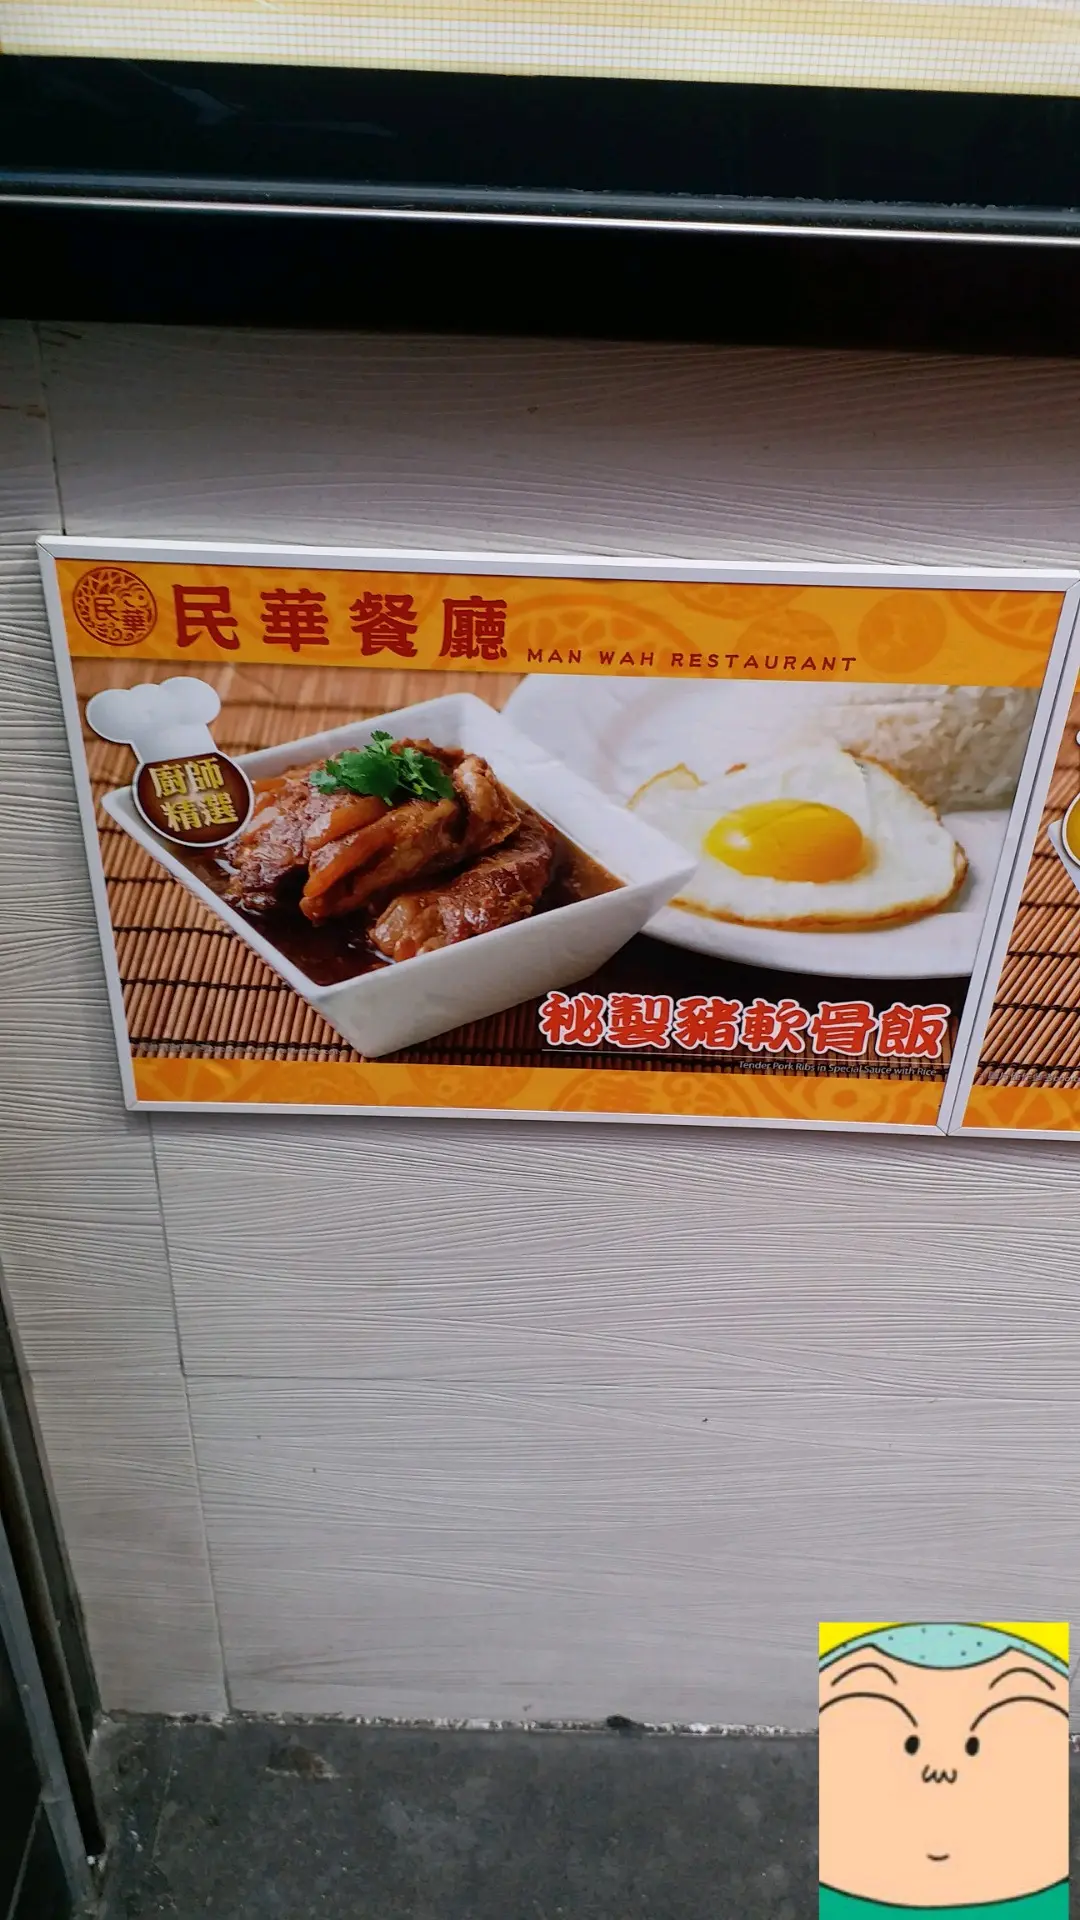 民華
民華餐廳
MAN WAH RESTAURANT
廚師
精選
秘製豬軟骨飯
Tender Pork Ribs in Special Sauce with Rice